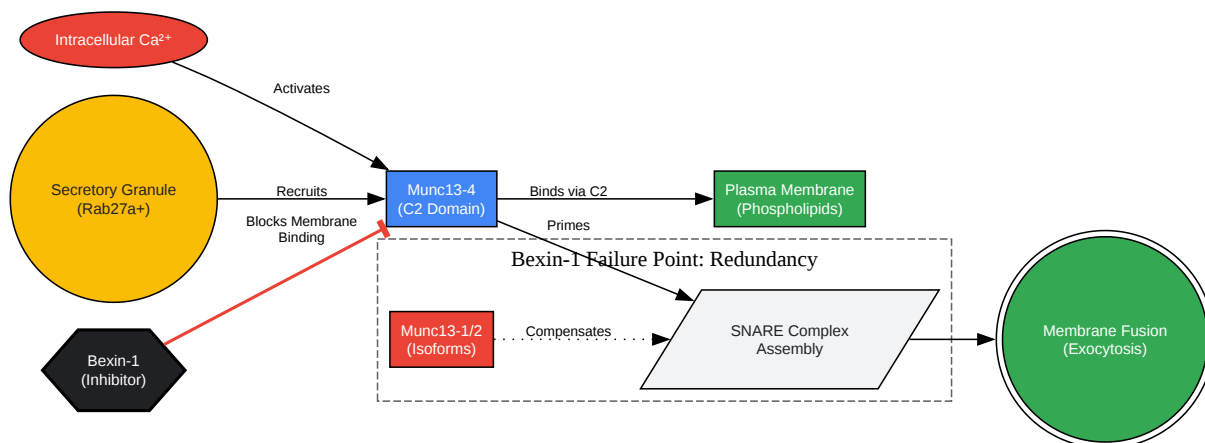 Intracellular Ca²⁺
Activates
Secretory Granule
(Rab27a+)
Recruits
Munc13-4
(C2 Domain)
Binds via C2
Plasma Membrane
(Phospholipids)
Blocks Membrane
Binding
Primes
Bexin-1 Failure Point: Redundancy
Munc13-1/2
(Isoforms)
Compensates
SNARE Complex
Assembly
Membrane Fusion
(Exocytosis)
Bexin-1
(Inhibitor)